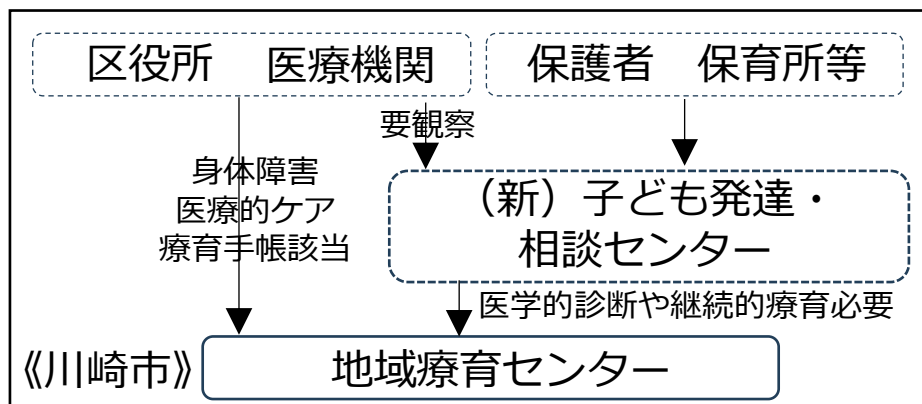 区役所　医療機関
保護者　保育所等
要観察
身体障害
医療的ケア
療育手帳該当
（新）子ども発達・
相談センター
医学的診断や継続的療育必要
《川崎市》
地域療育センター